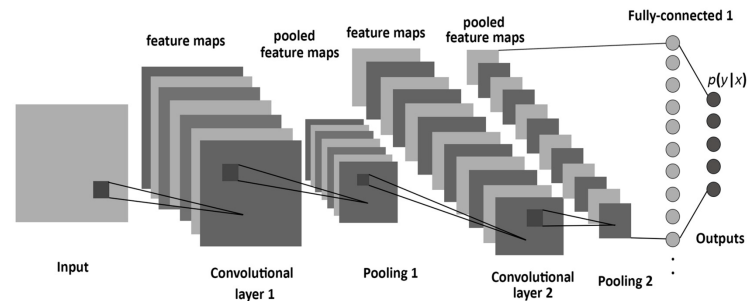 feature maps
pooled
feature maps
feature maps
pooled
feature maps
Fully-connected 1
p(y|x)
Outputs
Input
Convolutional
layer 1
Pooling 1
Convolutional
layer 2
Pooling 2